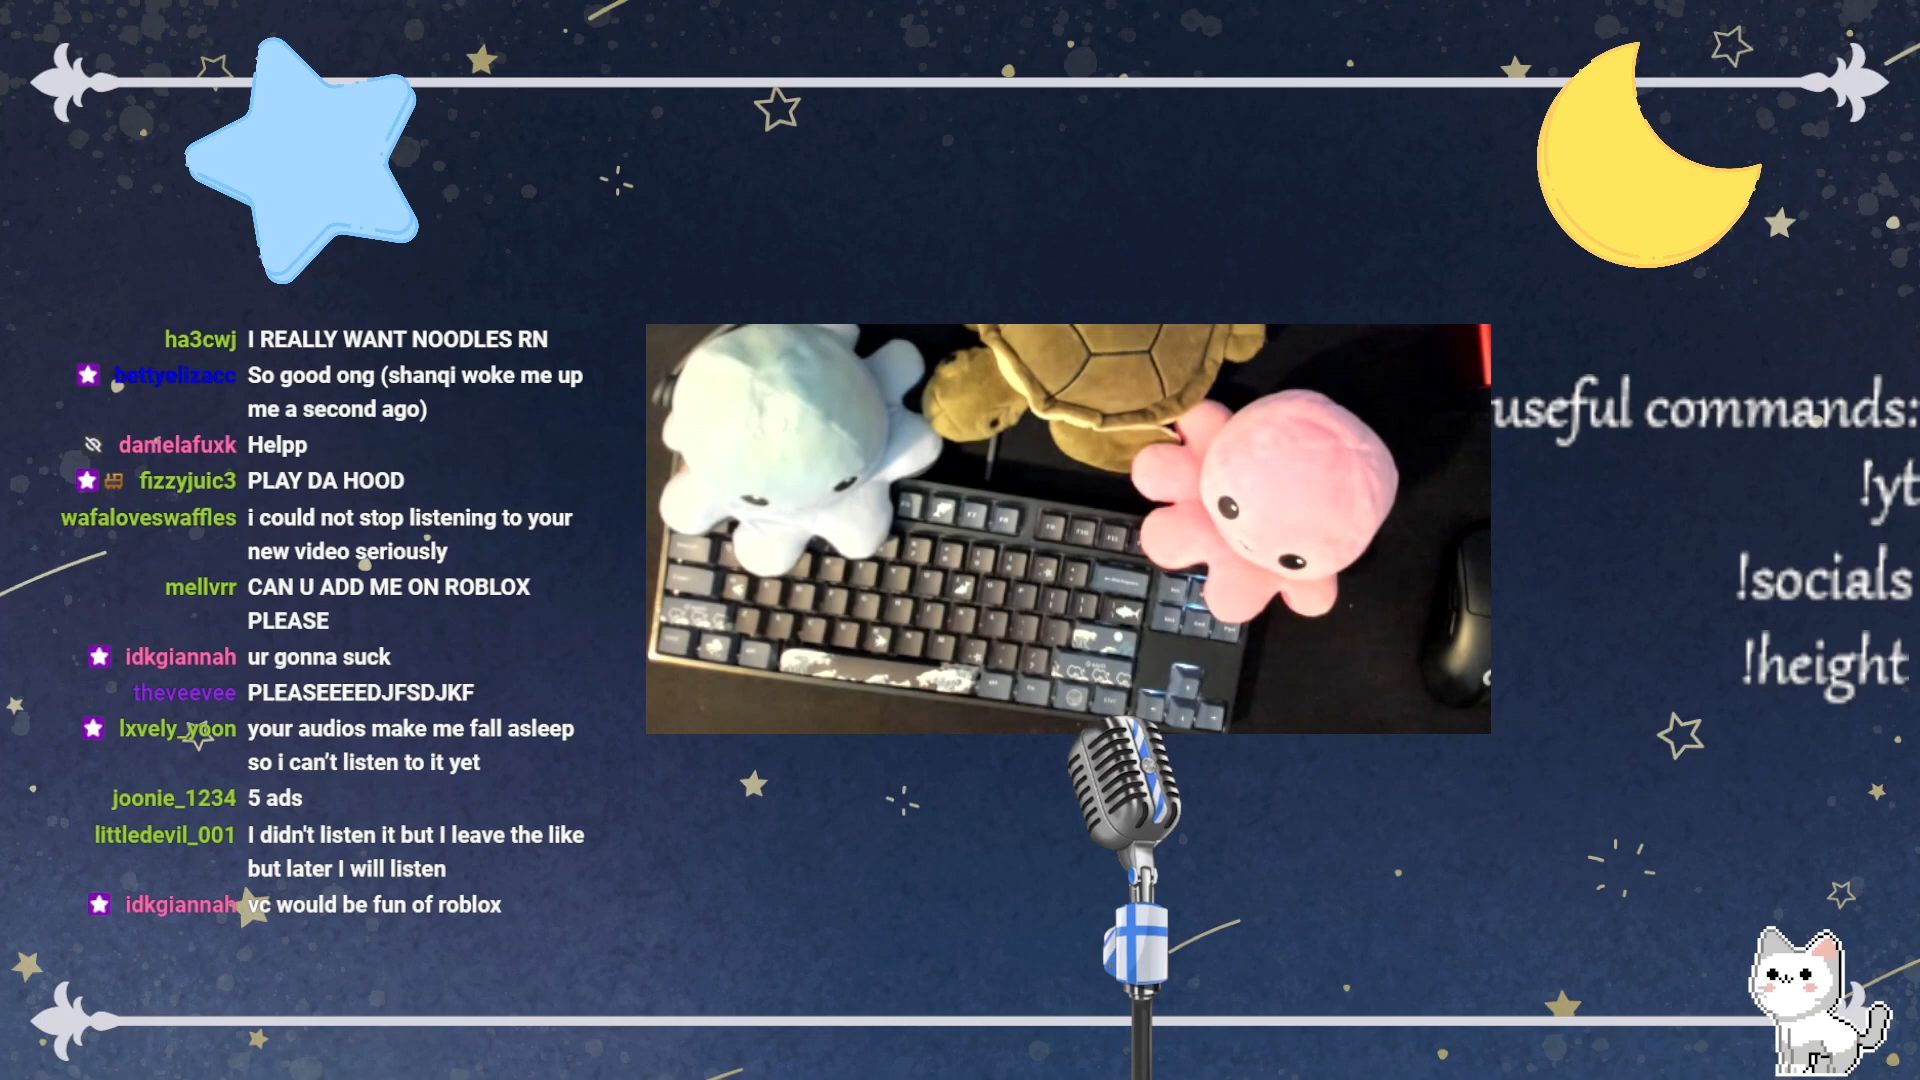 ha3cwj I REALLY WANT NOODLES RN
bettyelizacc So good ong (shanqi woke me up
me a second ago)
damelafuxk Helpp
fizzyjuic3 PLAY DA HOOD
wafaloveswaffles i could not stop listening to your
new video seriously
mellvrr CAN U ADD ME ON ROBLOX
PLEASE
idkgiannah ur gonna suck
theveevee PLEASEEEEDJFSDJKF
lxvely_yoon your audios make me fall asleep
so i can't listen to it yet
joonie_1234 5 ads
littledevil_001 I didn't listen it but I leave the like
but later I will listen
idkgiannah vc would be fun of roblox
useful commands:
!yt
!socials
!height